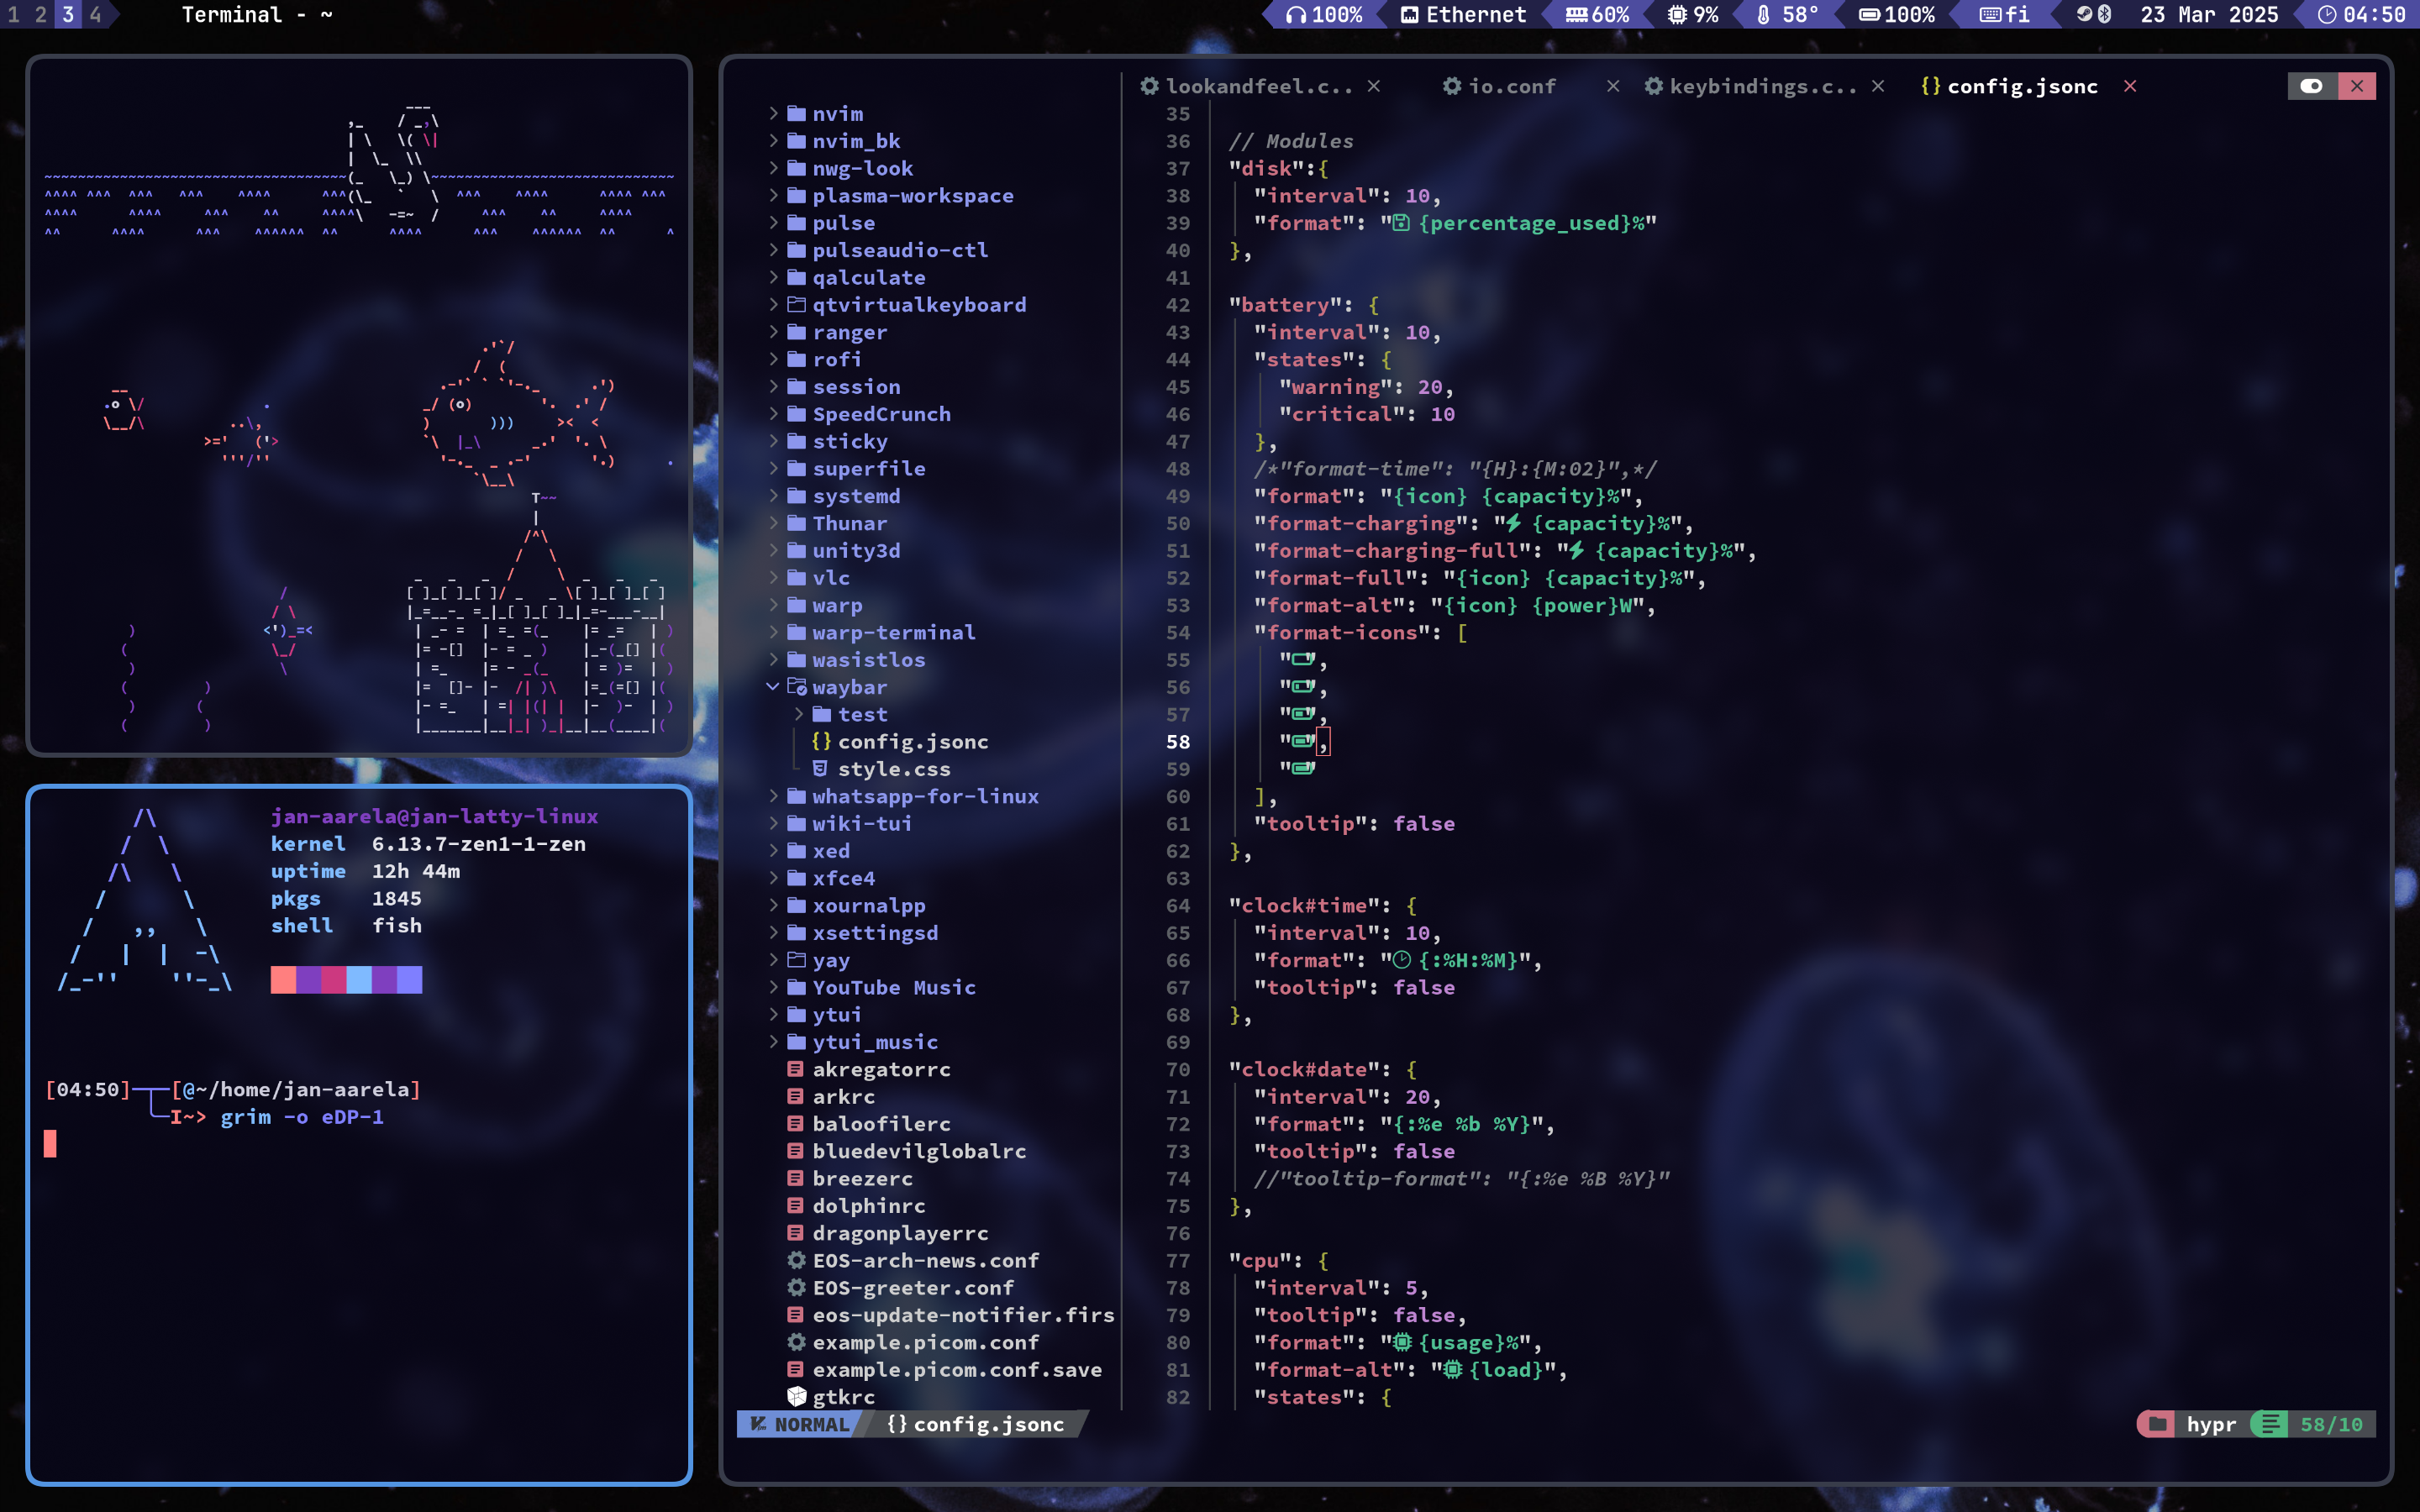 1 2 3 4 Terminal - ~ 100% Ethernet 60% 9% 58° 100% fi 23 Mar 2025 04:50
jan-aarela@jan-latty-linux
kernel 6.13.7-zen1-1-zen
uptime 12h 44m
pkgs 1845
shell fish
[04:50] [@~/home/jan-aarela]
I~> grim -o eDP-1
nvim
nvim_bk
nwg-look
plasma-workspace
pulse
pulseaudio-ctl
qalculate
qtvirtualkeyboard
ranger
rofi
session
SpeedCrunch
sticky
superfile
systemd
Thunar
unity3d
vlc
warp
warp-terminal
wasistlos
waybar
test
{} config.jsonc
style.css
whatsapp-for-linux
wiki-tui
xed
xfce4
xournalpp
xsettingsd
yay
YouTube Music
ytui
ytui_music
akregatorrc
arkrc
baloofilerc
bluedevilglobalrc
breezerc
dolphinrc
dragonplayerrc
EOS-arch-news.conf
EOS-greeter.conf
eos-update-notifier.firs
example.picom.conf
example.picom.conf.save
gtkrc
lookandfeel.c.. × io.conf × keybindings.c.. × {} config.jsonc ×
35
36 // Modules
37 "disk":{
38 "interval": 10,
39 "format": " {percentage_used}%"
40 },
41
42 "battery": {
43 "interval": 10,
44 "states": {
45 "warning": 20,
46 "critical": 10
47 },
48 /*"format-time": "{H}:{M:02}",*/
49 "format": "{icon} {capacity}%",
50 "format-charging": " {capacity}%",
51 "format-charging-full": " {capacity}%",
52 "format-full": "{icon} {capacity}%",
53 "format-alt": "{icon} {power}W",
54 "format-icons": [
55 "",
56 "",
57 "",
58 "",
59 ""
60 ],
61 "tooltip": false
62 },
63
64 "clock#time": {
65 "interval": 10,
66 "format": " {:%H:%M}",
67 "tooltip": false
68 },
69
70 "clock#date": {
71 "interval": 20,
72 "format": "{:%e %b %Y}",
73 "tooltip": false
74 //"tooltip-format": "{:%e %B %Y}"
75 },
76
77 "cpu": {
78 "interval": 5,
79 "tooltip": false,
80 "format": " {usage}%",
81 "format-alt": " {load}",
82 "states": {
NORMAL {} config.jsonc hypr 58/10